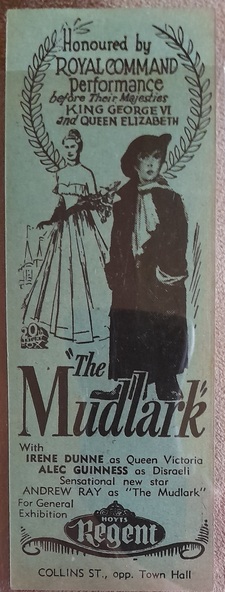 Honoured by
ROYAL COMMAND
Performance
before Their Majesties
KING GEORGE VI
and QUEEN ELIZABETH
20th
CENTURY
FOX
"The
Mudlark"
With
IRENE DUNNE as Queen Victoria
ALEC GUINNESS as Disraeli
Sensational new star
ANDREW RAY as "The Mudlark"
For General
Exhibition
HOYTS
Regent
COLLINS ST., opp. Town Hall